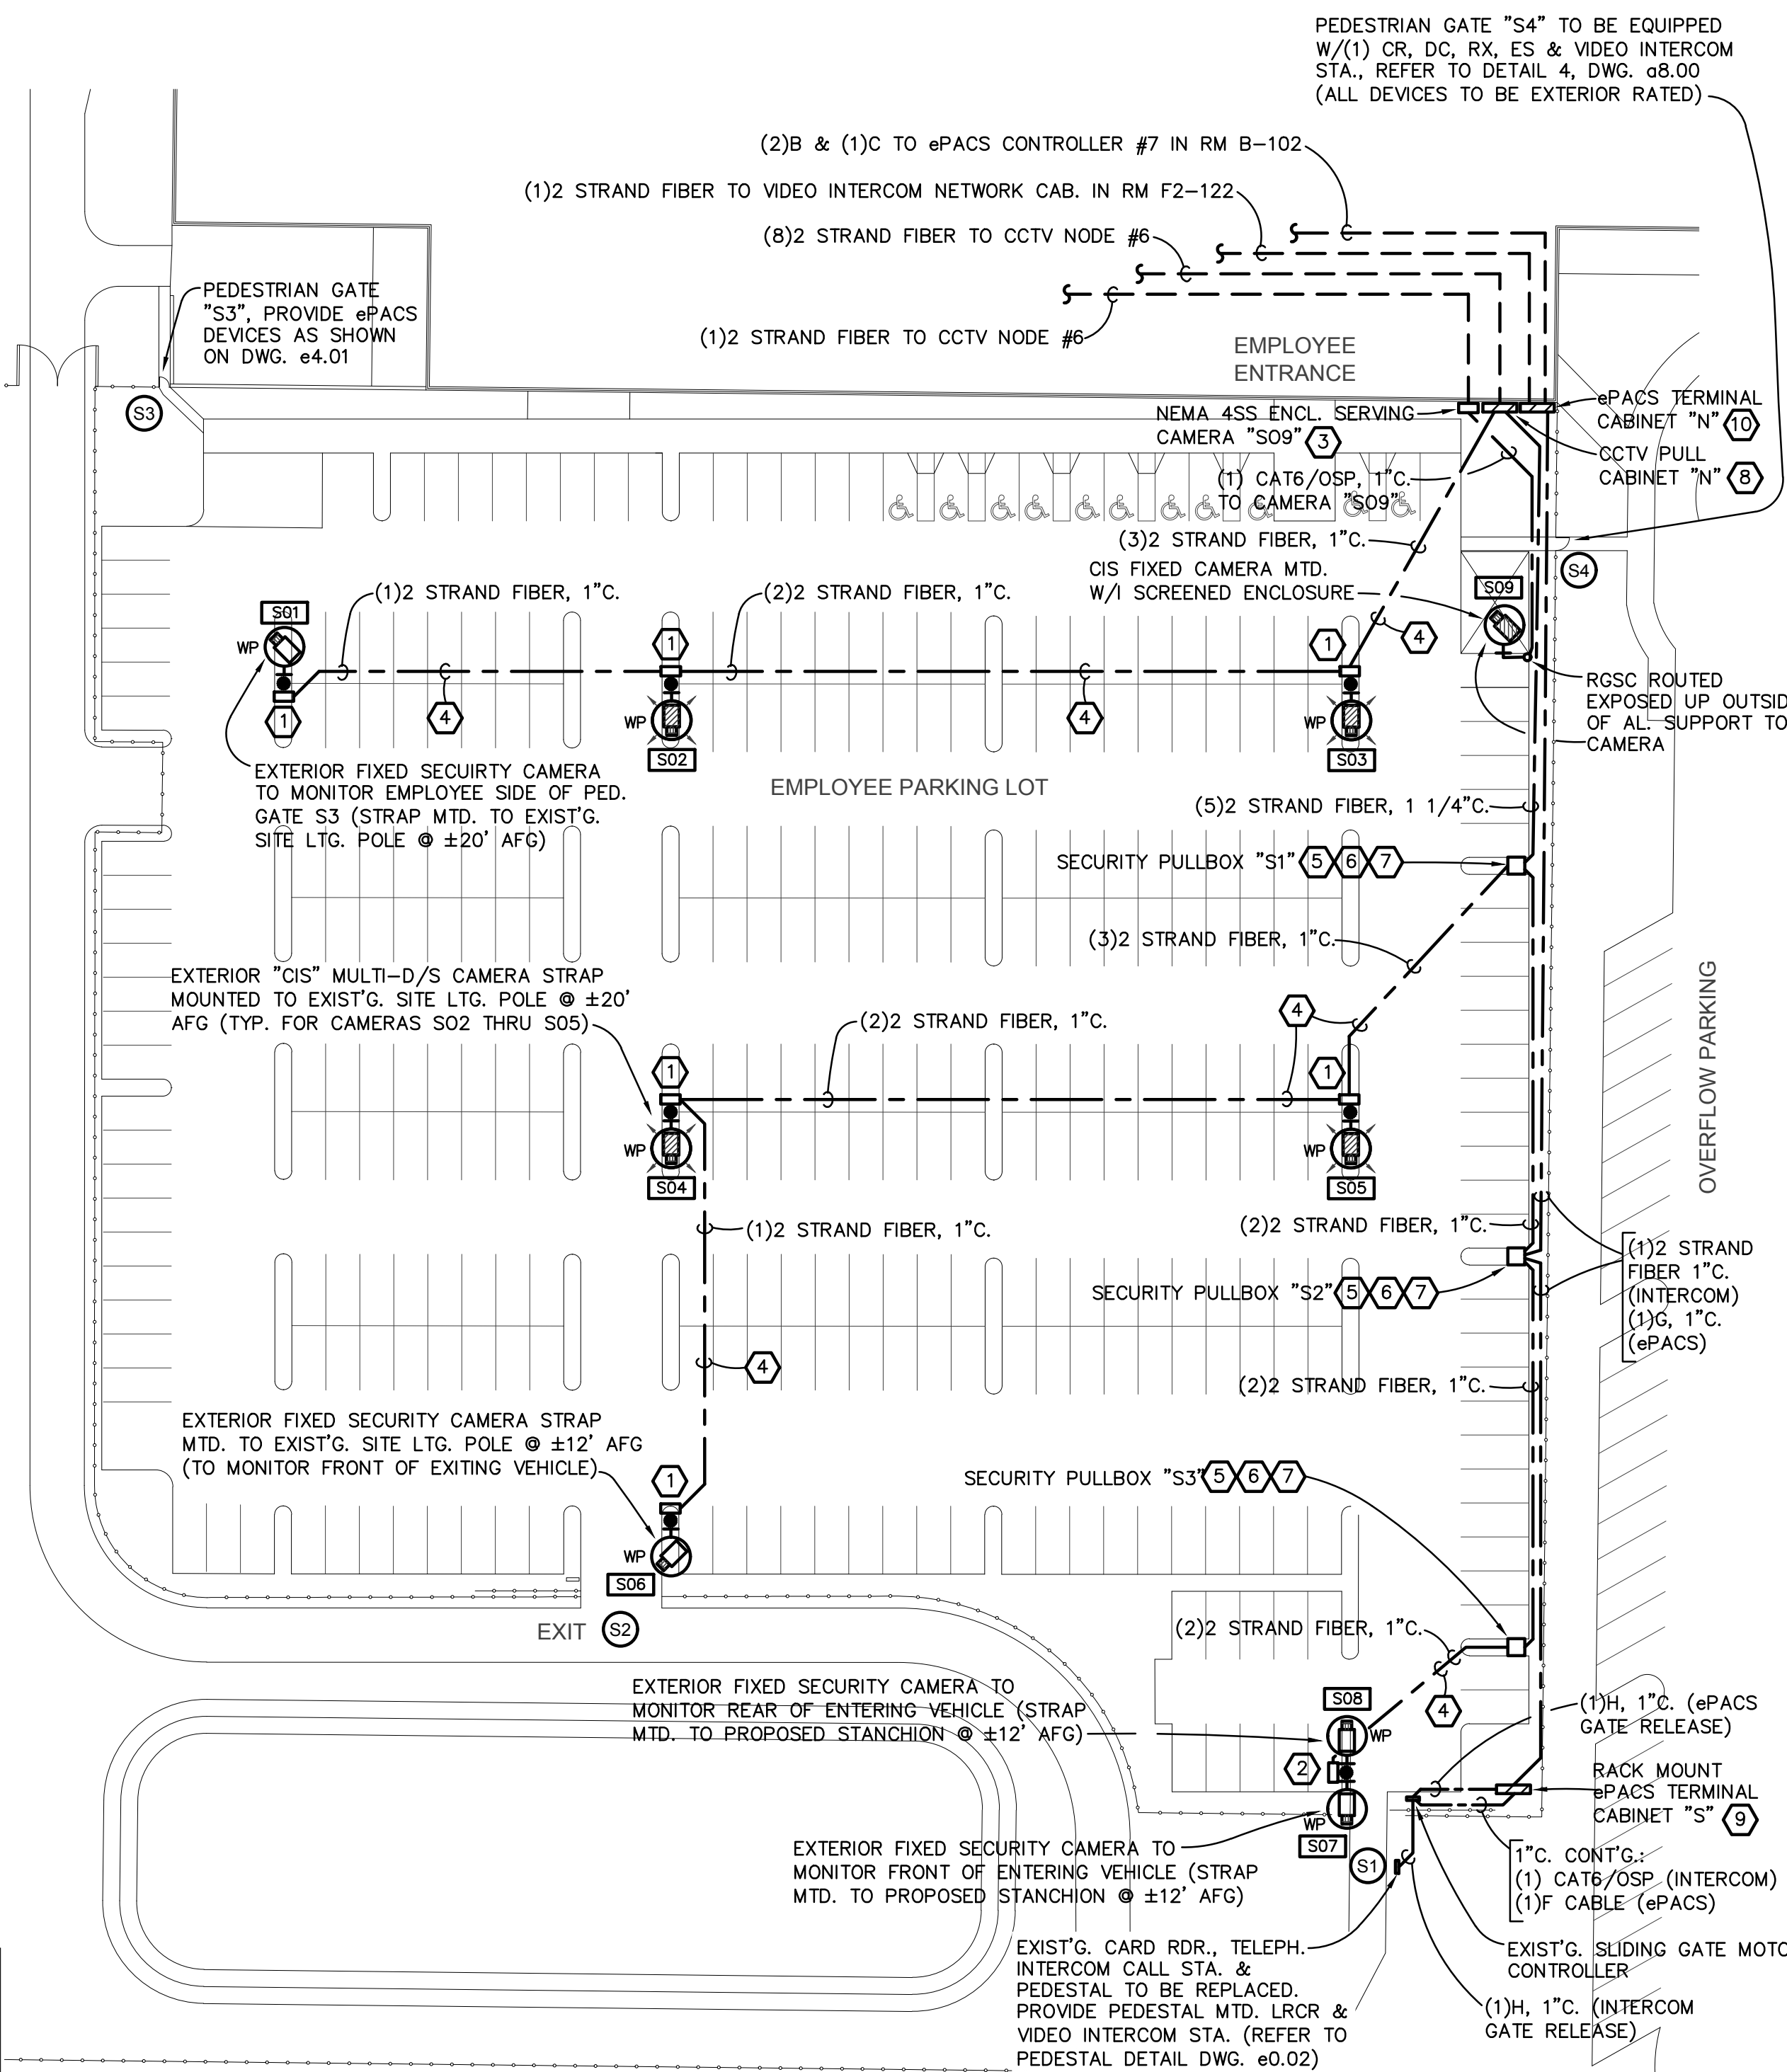 PEDESTRIAN GATE "S4" TO BE EQUIPPED
W/(1) CR, DC, RX, ES & VIDEO INTERCOM
STA., REFER TO DETAIL 4, DWG. a8.00
(ALL DEVICES TO BE EXTERIOR RATED)
(2)B & (1)C TO ePACS CONTROLLER #7 IN RM B-102
(1)2 STRAND FIBER TO VIDEO INTERCOM NETWORK CAB. IN RM F2-122
(8)2 STRAND FIBER TO CCTV NODE #6
(1)2 STRAND FIBER TO CCTV NODE #6
PEDESTRIAN GATE
"S3", PROVIDE ePACS
DEVICES AS SHOWN
ON DWG. e4.01
S3
EMPLOYEE
ENTRANCE
NEMA 4SS ENCL. SERVING
CAMERA "S09" 3
ePACS TERMINAL
CABINET "N" 10
CCTV PULL
CABINET "N" 8
(1) CAT6/OSP, 1"C.
TO CAMERA "S09"
(3)2 STRAND FIBER, 1"C.
CIS FIXED CAMERA MTD.
W/I SCREENED ENCLOSURE
4
S09
S4
RGSC ROUTED
EXPOSED UP OUTSID
OF AL. SUPPORT TO
CAMERA
S01
WP
1
(1)2 STRAND FIBER, 1"C.
4
(2)2 STRAND FIBER, 1"C.
1
WP
S02
4
1
WP
S03
EXTERIOR FIXED SECUIRTY CAMERA
TO MONITOR EMPLOYEE SIDE OF PED.
GATE S3 (STRAP MTD. TO EXIST'G.
SITE LTG. POLE @ ±20' AFG)
EMPLOYEE PARKING LOT
(5)2 STRAND FIBER, 1 1/4"C.
SECURITY PULLBOX "S1" 5 6 7
(3)2 STRAND FIBER, 1"C.
EXTERIOR "CIS" MULTI-D/S CAMERA STRAP
MOUNTED TO EXIST'G. SITE LTG. POLE @ ±20'
AFG (TYP. FOR CAMERAS S02 THRU S05)
(2)2 STRAND FIBER, 1"C.
4
1
WP
S04
1
WP
S05
OVERFLOW PARKING
(1)2 STRAND FIBER, 1"C.
(2)2 STRAND FIBER, 1"C.
(1)2 STRAND
FIBER 1"C.
(INTERCOM)
(1)G, 1"C.
(ePACS)
SECURITY PULLBOX "S2" 5 6 7
4
(2)2 STRAND FIBER, 1"C.
EXTERIOR FIXED SECURITY CAMERA STRAP
MTD. TO EXIST'G. SITE LTG. POLE @ ±12' AFG
(TO MONITOR FRONT OF EXITING VEHICLE)
1
WP
S06
SECURITY PULLBOX "S3" 5 6 7
EXIT S2
(2)2 STRAND FIBER, 1"C.
4
EXTERIOR FIXED SECURITY CAMERA TO
MONITOR REAR OF ENTERING VEHICLE (STRAP
MTD. TO PROPOSED STANCHION @ ±12' AFG)
S08
WP
2
WP
S07
(1)H, 1"C. (ePACS
GATE RELEASE)
RACK MOUNT
ePACS TERMINAL
CABINET "S" 9
EXTERIOR FIXED SECURITY CAMERA TO
MONITOR FRONT OF ENTERING VEHICLE (STRAP
MTD. TO PROPOSED STANCHION @ ±12' AFG)
S1
1"C. CONT'G.:
(1) CAT6/OSP (INTERCOM)
(1)F CABLE (ePACS)
EXIST'G. CARD RDR., TELEPH.
INTERCOM CALL STA. &
PEDESTAL TO BE REPLACED.
PROVIDE PEDESTAL MTD. LRCR &
VIDEO INTERCOM STA. (REFER TO
PEDESTAL DETAIL DWG. e0.02)
EXIST'G. SLIDING GATE MOTO
CONTROLLER
(1)H, 1"C. (INTERCOM
GATE RELEASE)